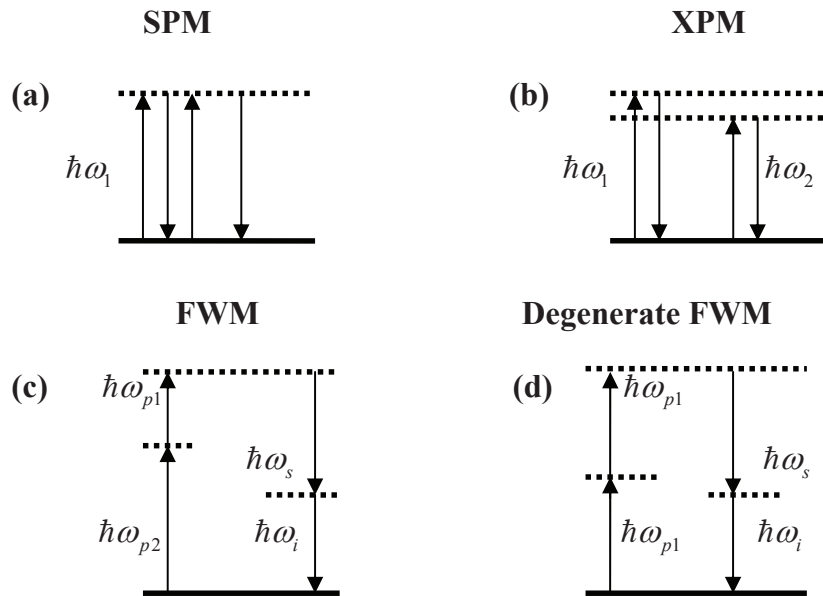 SPM
XPM
(a)
(b)
ℏω₁
ℏω₁
ℏω₂
FWM
Degenerate FWM
(c)
(d)
ℏωₚ₁
ℏωₚ₁
ℏωₛ
ℏωₛ
ℏωₚ₂
ℏωᵢ
ℏωₚ₁
ℏωᵢ